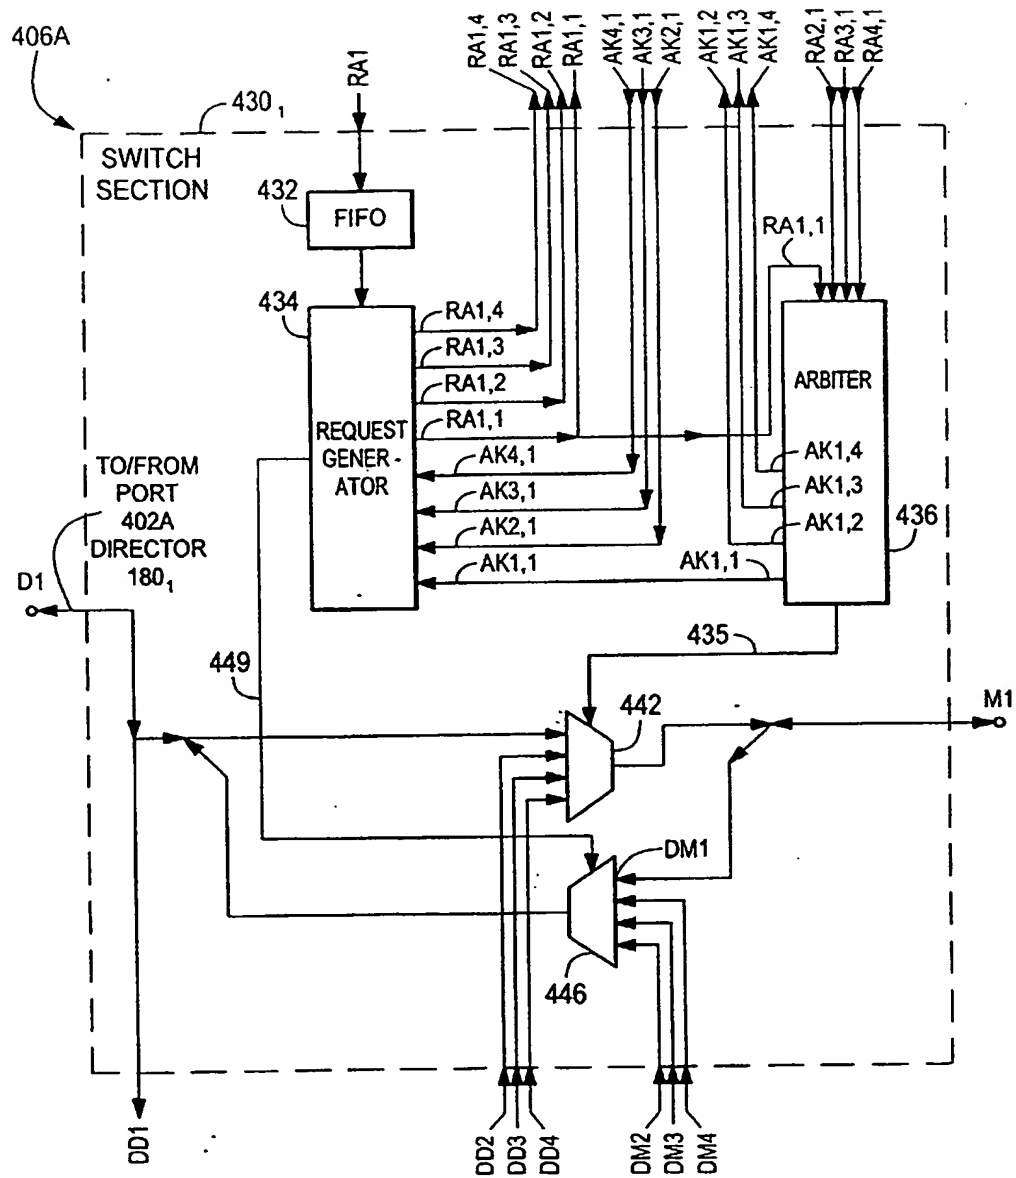 406A
RA1
RA1,4
RA1,3
RA1,2
RA1,1
AK4,1
AK3,1
AK2,1
AK1,2
AK1,3
AK1,4
RA2,1
RA3,1
RA4,1
430₁
SWITCH
SECTION
432
FIFO
RA1,1
434
RA1,4
RA1,3
RA1,2
RA1,1
REQUEST
GENER-
ATOR
AK4,1
AK3,1
AK2,1
AK1,1
ARBITER
AK1,4
AK1,3
AK1,2
AK1,1
436
TO/FROM
PORT
402A
DIRECTOR
180₁
D1
435
449
442
M1
DM1
446
DD1
DD2
DD3
DD4
DM2
DM3
DM4